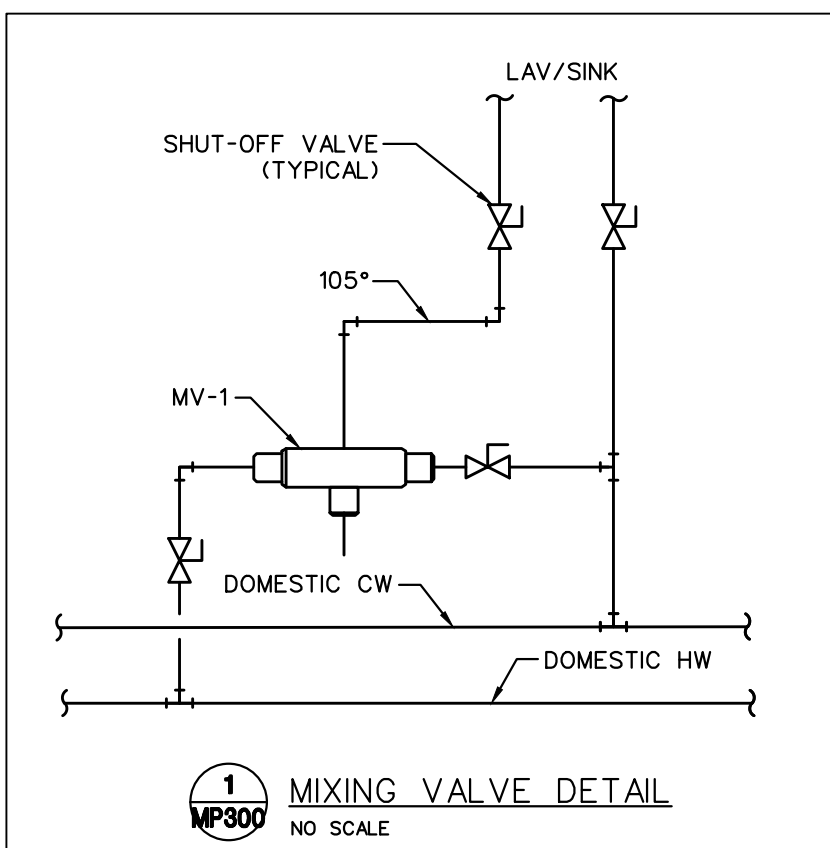 LAV/SINK
SHUT-OFF VALVE
(TYPICAL)
105°
MV-1
DOMESTIC CW
DOMESTIC HW
1
MP300
MIXING VALVE DETAIL
NO SCALE